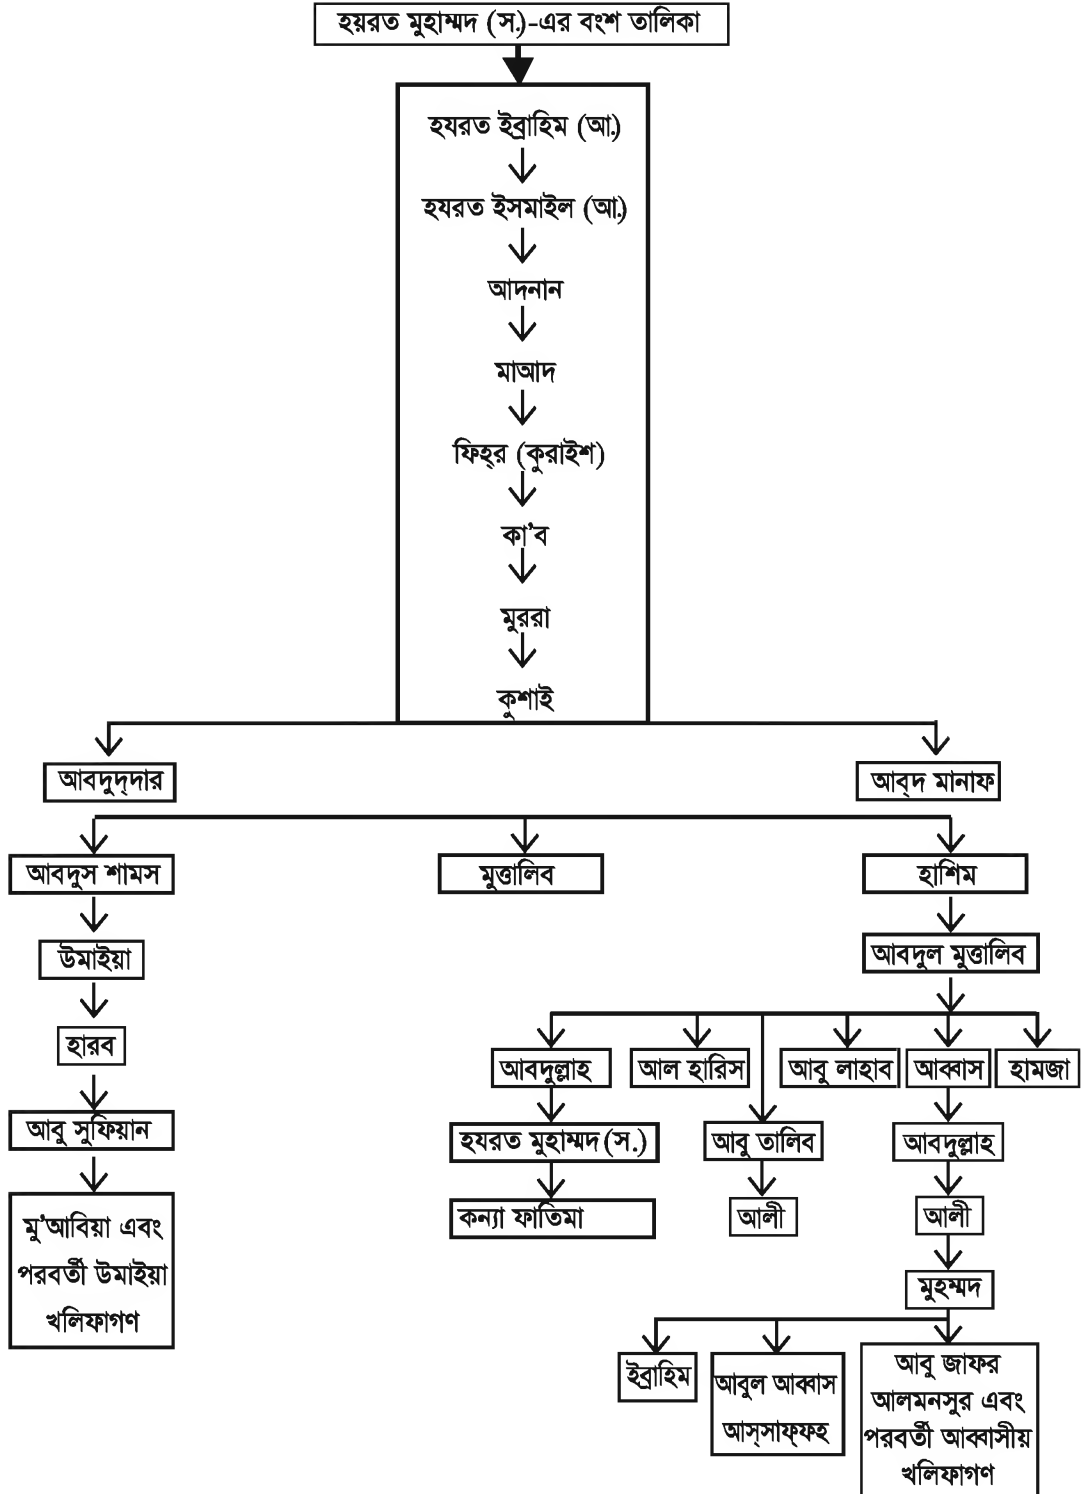 হযরত মুহাম্মদ (স.)-এর বংশ তালিকা
হযরত ইব্রাহিম (আ.)
হযরত ইসমাইল (আ.)
আদনান
মাআদ
ফিহ্‌র (কুরাইশ)
কা'ব
মুররা
কুশাই
আবদুদ্‌দার
আব্‌দ মানাফ
আবদুস শামস
মুত্তালিব
হাশিম
উমাইয়া
আবদুল মুত্তালিব
হারব
আবদুল্লাহ
আল হারিস
আবু লাহাব
আব্বাস
হামজা
আবু সুফিয়ান
হযরত মুহাম্মদ (স.)
আবু তালিব
আবদুল্লাহ
মু'আবিয়া এবং
পরবর্তী উমাইয়া
খলিফাগণ
কন্যা ফাতিমা
আলী
আলী
মুহম্মদ
ইব্রাহিম
আবুল আব্বাস
আস্‌সাফ্‌ফহ
আবু জাফর
আলমনসুর এবং
পরবর্তী আব্বাসীয়
খলিফাগণ